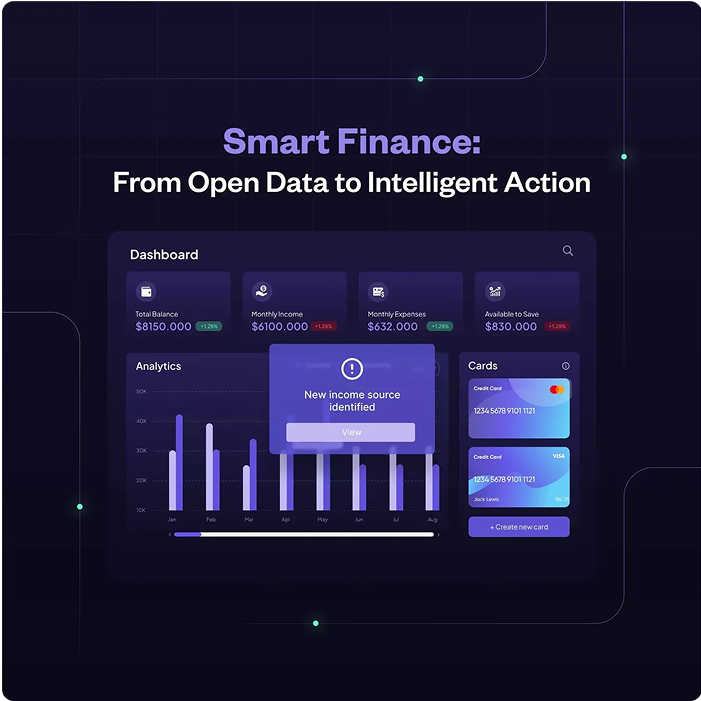 Smart Finance:
From Open Data to Intelligent Action
Dashboard
Total Balance
$8150.000 +1.29%
Monthly Income
$6100.000 +1.29%
Monthly Expenses
$632.000 +1.29%
Available to Save
$830.000 +1.29%
Analytics
50K
40K
30K
20K
10K
Jan Feb Mar Apl May Jun Jul Aug
New income source
identified
View
Cards
Credit Card
1234 5678 9101 1121
Credit Card VISA
1234 5678 9101 1121
Jack Lewis
+ Create new card